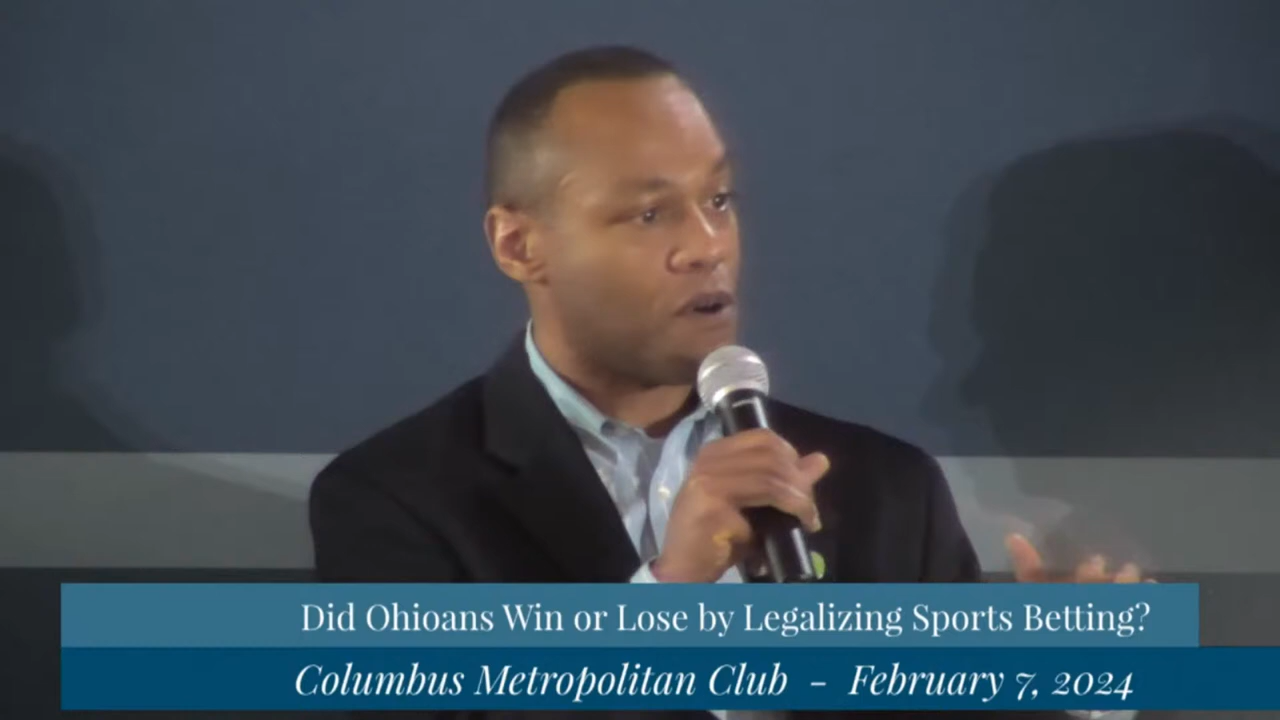 Did Ohioans Win or Lose by Legalizing Sports Betting?
Columbus Metropolitan Club - February 7, 2024